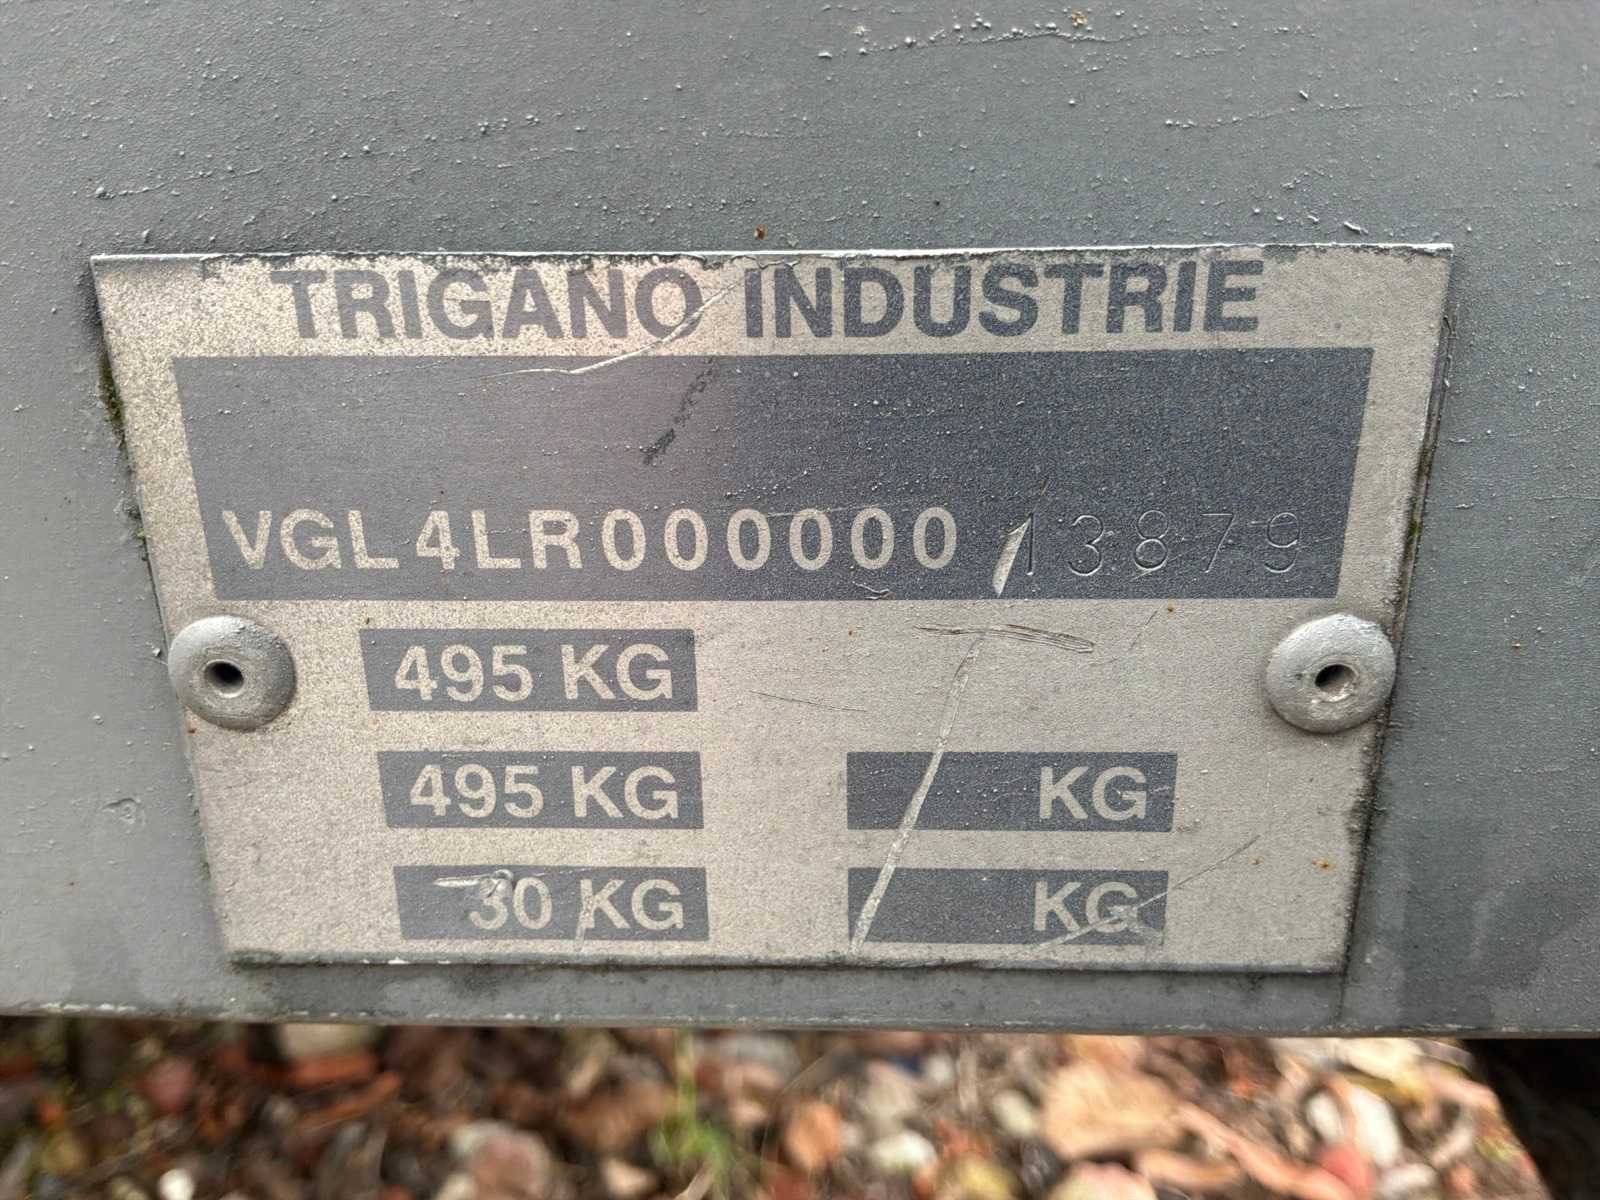 TRIGANO INDUSTRIE
VGL4LR000000 13879
495 KG
495 KG KG
30 KG KG